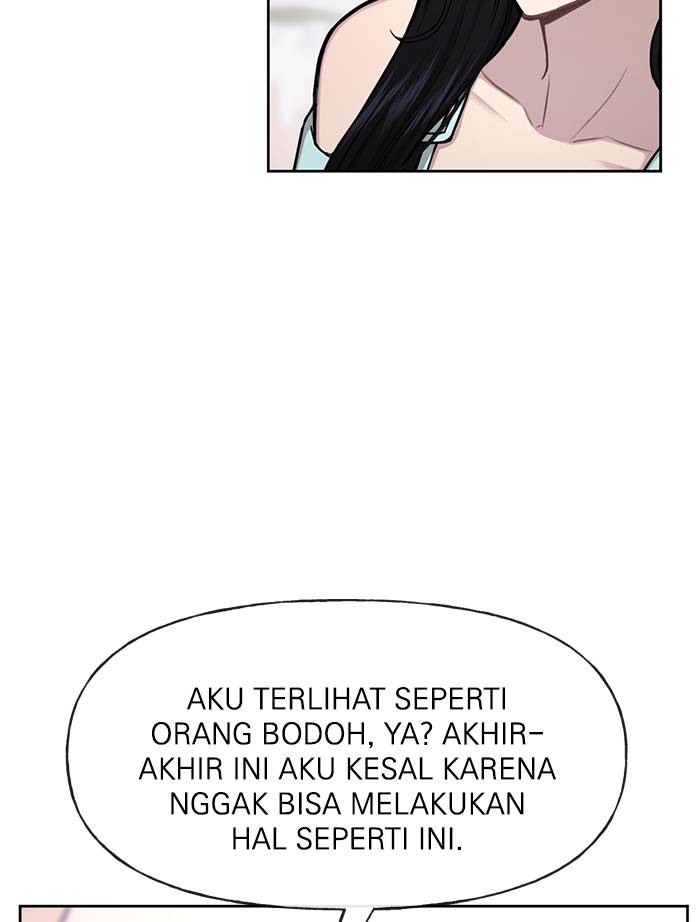 AKU TERLIHAT SEPERTI
ORANG BODOH, YA? AKHIR-
AKHIR INI AKU KESAL KARENA
NGGAK BISA MELAKUKAN
HAL SEPERTI INI.